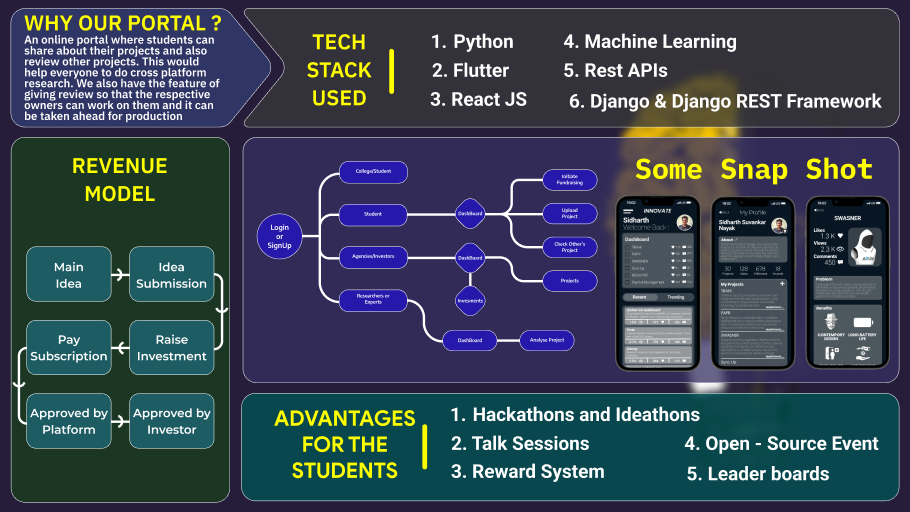 WHY OUR PORTAL ?
An online portal where students can
share about their projects and also
review other projects. This would
help everyone to do cross platform
research. We also have the feature of
giving review so that the respective
owners can work on them and it can
be taken ahead for production
TECH
STACK
USED
1. Python
2. Flutter
3. React JS
4. Machine Learning
5. Rest APIs
6. Django & Django REST Framework
REVENUE
MODEL
Main
Idea
Idea
Submission
Pay
Subscription
Raise
Investment
Approved by
Platform
Approved by
Investor
Login
or
SignUp
College/Student
Student
Agencies/Investors
Researchers or
Experts
DashBoard
DashBoard
Invesments
DashBoard
Analyse Project
Initiate
Fundraising
Upload
Project
Check Other's
Project
Projects
Some Snap Shot
INNOVATE
Sidharth
Welcome Back!
DashBoard
Recent
Trending
My Profile
Sidharth Suvankar
Nayak
About
30
128
678
18
My Projects
PAPR
SWASNER
Sync Up
SWASNER
Likes
1.3 K
Views
2.3 K
Comments
450
Problem
Benefits
CONTEMPORY
DESIGN
LONG BATTERY
LIFE
ADVANTAGES
FOR THE
STUDENTS
1. Hackathons and Ideathons
2. Talk Sessions
3. Reward System
4. Open - Source Event
5. Leader boards